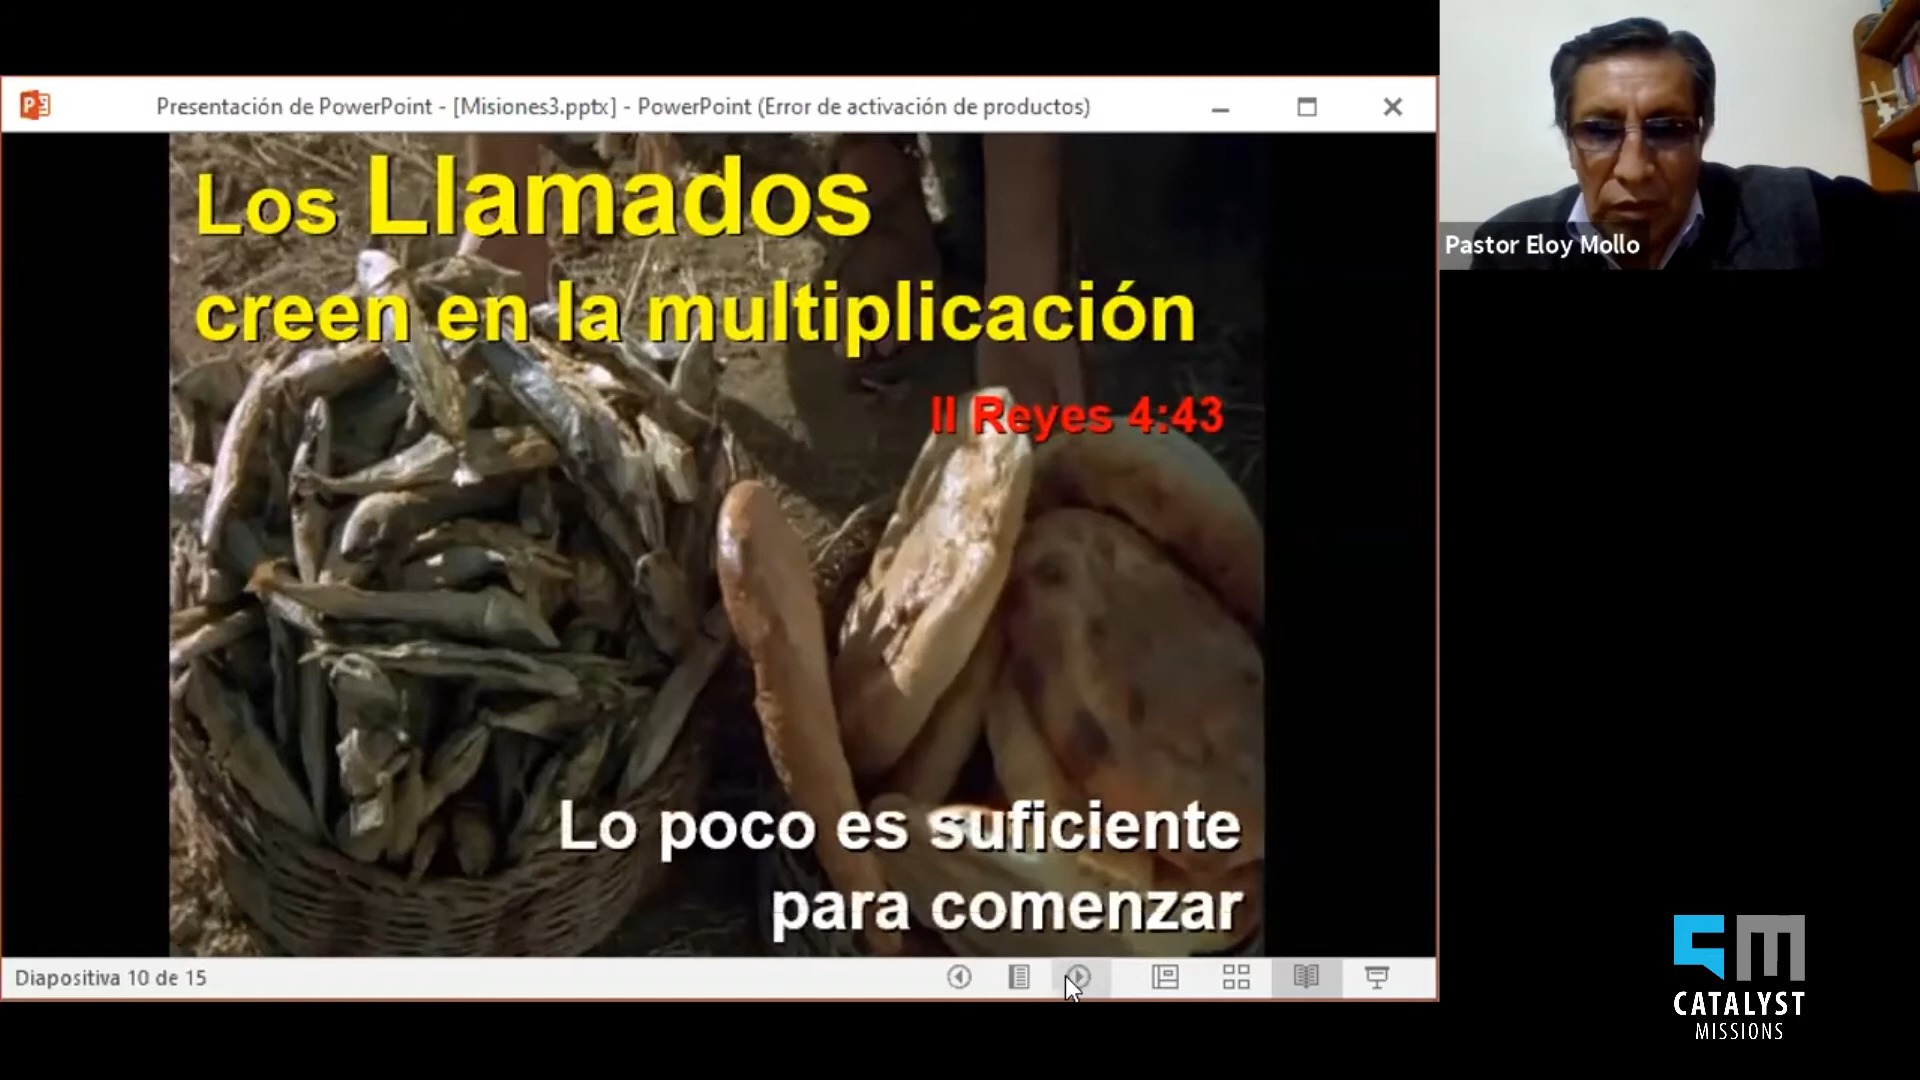 Presentación de PowerPoint - [Misiones3.pptx] - PowerPoint (Error de activación de productos)
Los Llamados
creen en la multiplicación
II Reyes 4:43
Lo poco es suficiente
para comenzar
Diapositiva 10 de 15
Pastor Eloy Mollo
CM
CATALYST
MISSIONS